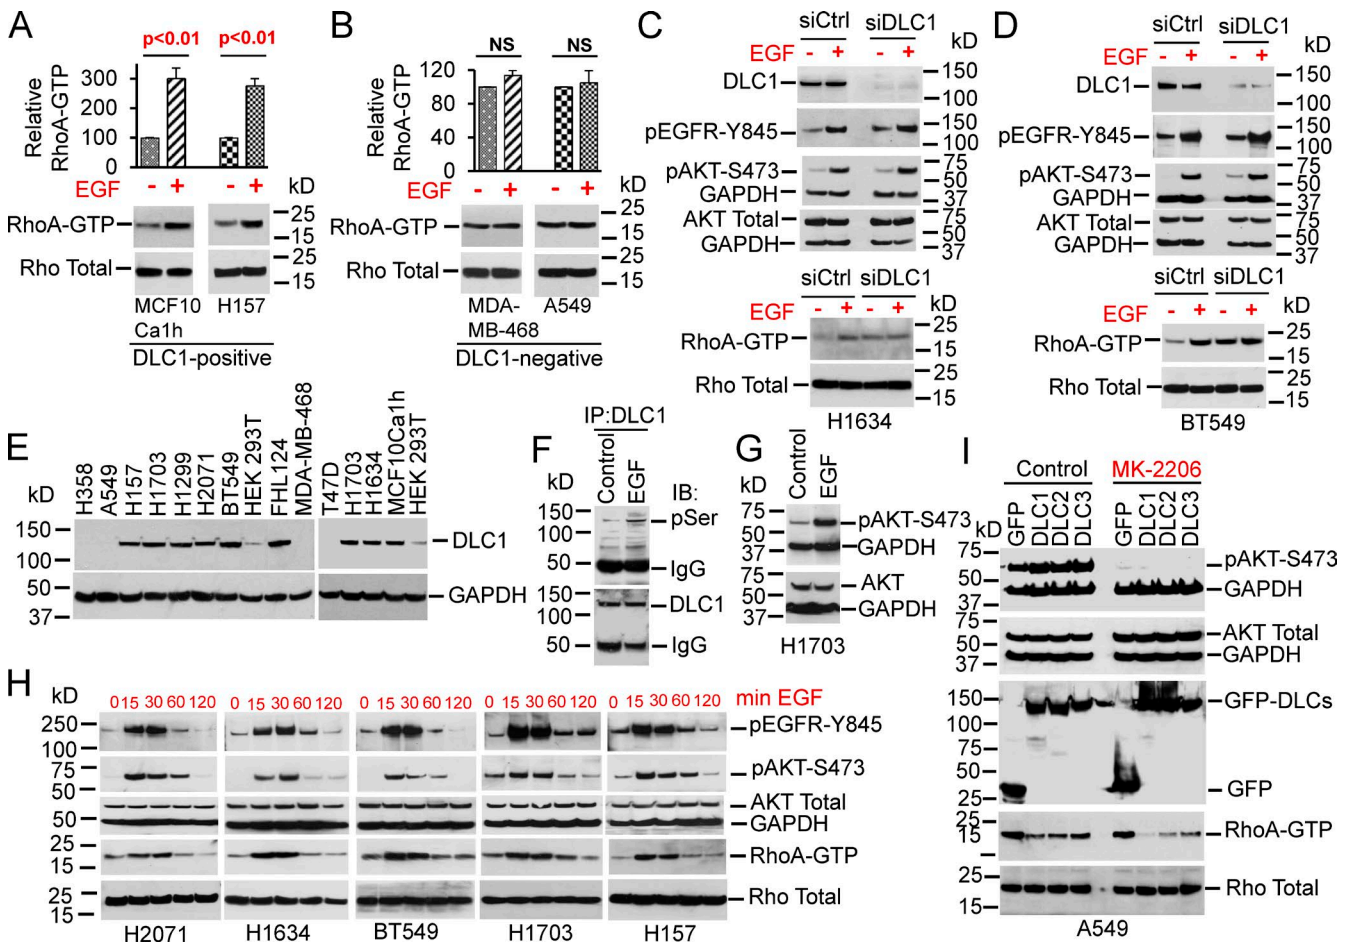 A
p<0.01 p<0.01
Relative
RhoA-GTP
300
200
100
0
EGF - + - + kD
RhoA-GTP
25
15
Rho Total
25
15
MCF10
Ca1h
H157
DLC1-positive
B
NS NS
Relative
RhoA-GTP
120
80
40
0
EGF - + - + kD
RhoA-GTP
25
15
Rho Total
25
15
MDA-
MB-468
A549
DLC1-negative
C
siCtrl siDLC1
EGF - + - + kD
DLC1
150
100
pEGFR-Y845
150
100
pAKT-S473
75
50
GAPDH
37
AKT Total
75
50
GAPDH
37
siCtrl siDLC1
EGF - + - + kD
RhoA-GTP
25
15
Rho Total
25
15
H1634
D
siCtrl siDLC1
EGF - + - + kD
DLC1
150
100
pEGFR-Y845
150
100
pAKT-S473
75
50
GAPDH
37
AKT Total
75
50
GAPDH
37
siCtrl siDLC1
EGF - + - + kD
RhoA-GTP
25
15
Rho Total
25
15
BT549
E
kD
H358
A549
H157
H1703
H1299
H2071
BT549
HEK 293T
FHL124
MDA-MB-468
T47D
H1703
H1634
MCF10Ca1h
HEK 293T
150
100
DLC1
50
37
GAPDH
F
IP:DLC1
kD
Control
EGF
IB:
150
100
pSer
50
IgG
150
100
DLC1
50
IgG
G
kD
Control
EGF
75
50
37
pAKT-S473
GAPDH
75
50
37
AKT
GAPDH
H1703
H
kD
0 15 30 60 120 0 15 30 60 120 0 15 30 60 120 0 15 30 60 120 0 15 30 60 120 min EGF
250
100
pEGFR-Y845
75
50
pAKT-S473
AKT Total
50
GAPDH
25
15
RhoA-GTP
25
15
Rho Total
H2071 H1634 BT549 H1703 H157
I
Control MK-2206
kD
GFP
DLC1
DLC2
DLC3
GFP
DLC1
DLC2
DLC3
75
50
37
pAKT-S473
GAPDH
75
50
37
AKT Total
GAPDH
150
100
75
50
25
GFP-DLCs
GFP
25
15
RhoA-GTP
25
15
Rho Total
A549